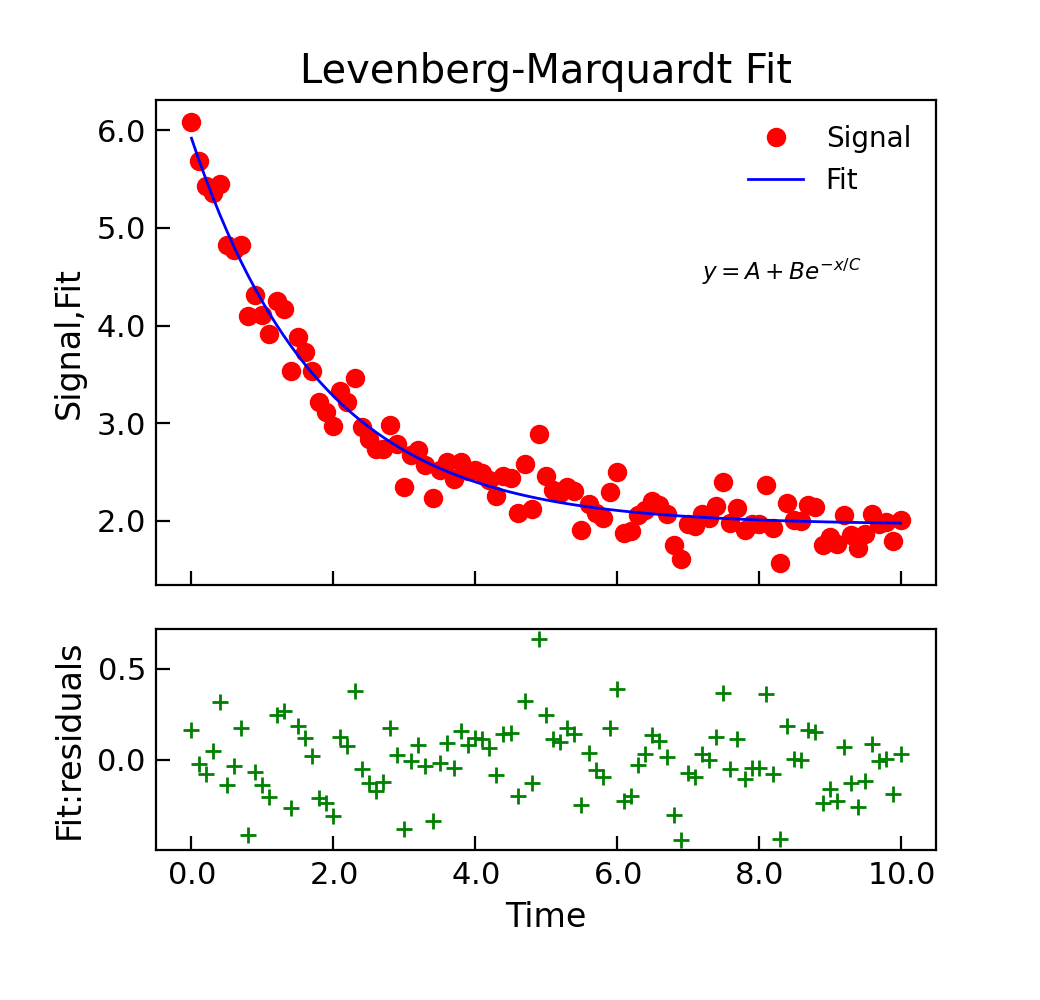 Levenberg-Marquardt Fit
6.0
5.0
4.0
3.0
2.0
Signal,Fit
Signal
Fit
y = A + Be^{-x/C}
0.5
0.0
Fit:residuals
0.0 2.0 4.0 6.0 8.0 10.0
Time